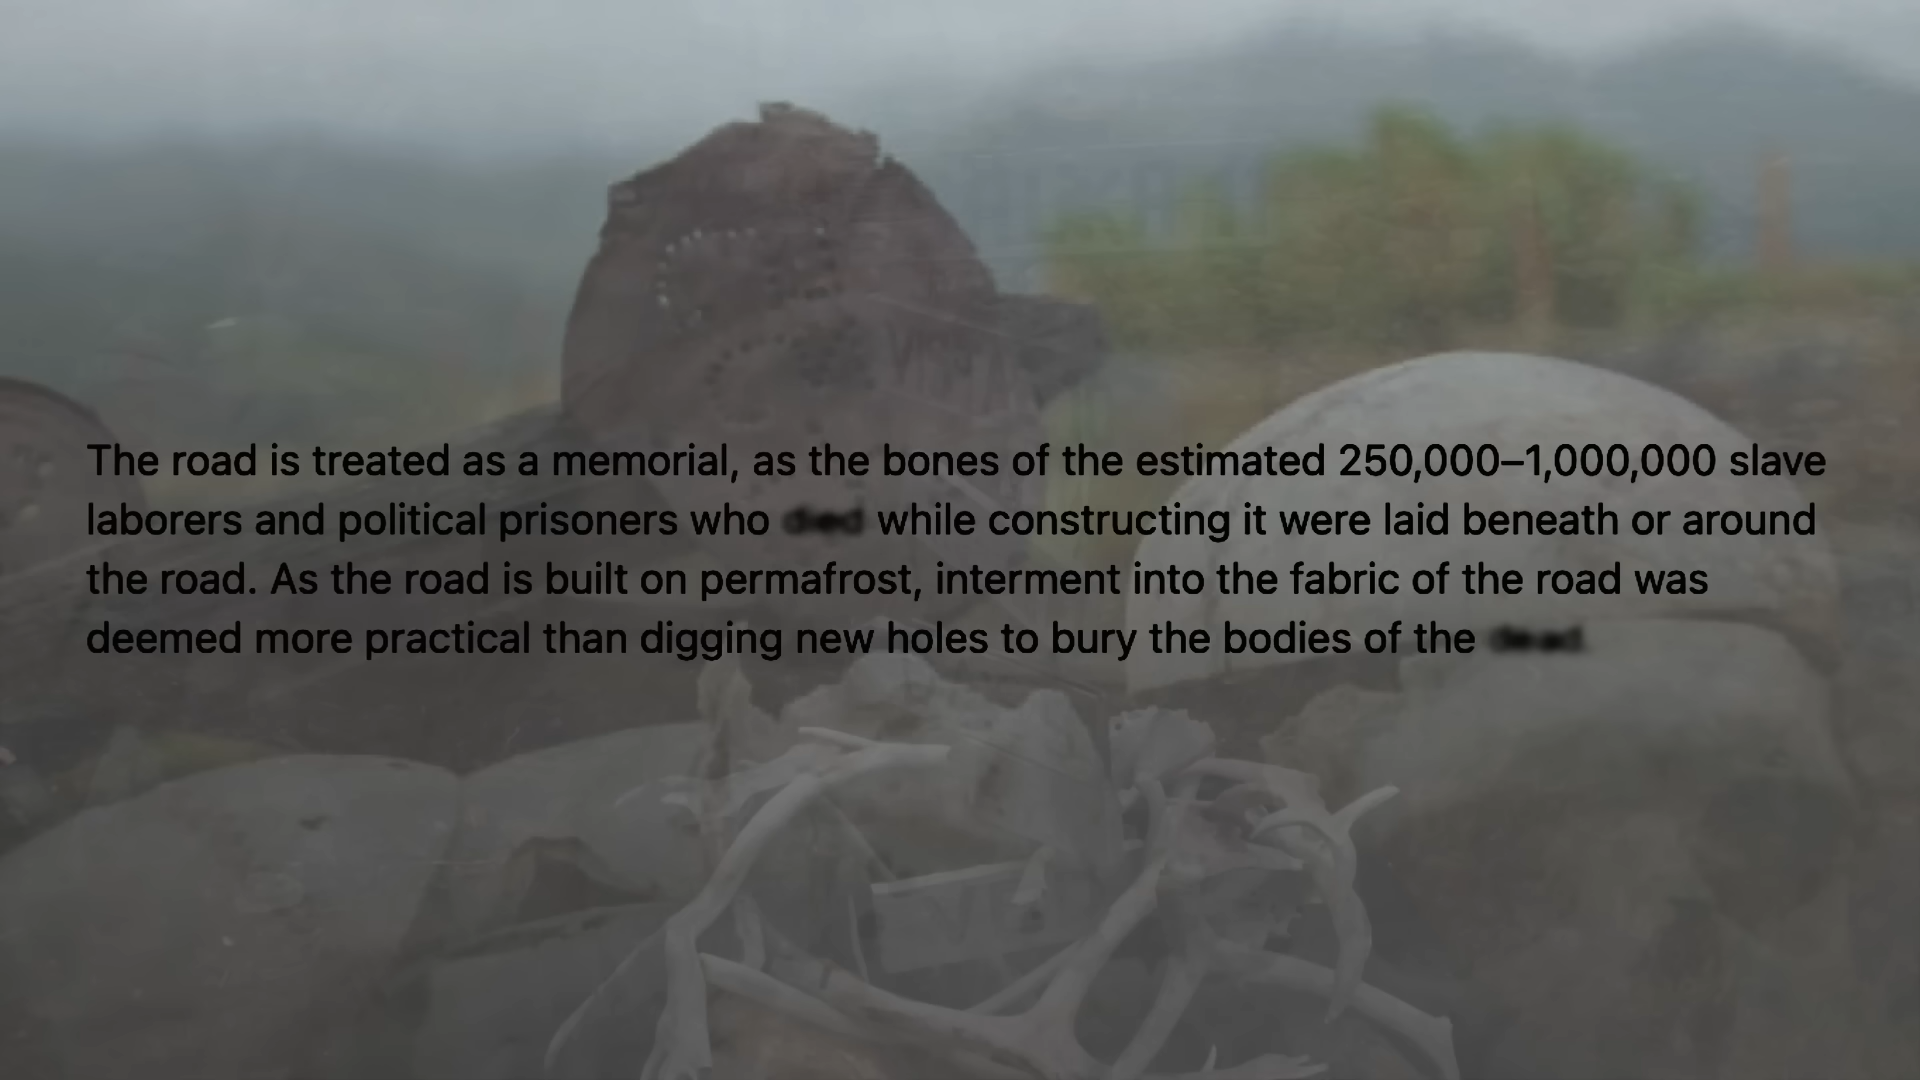 The road is treated as a memorial, as the bones of the estimated 250,000–1,000,000 slave
laborers and political prisoners who died while constructing it were laid beneath or around
the road. As the road is built on permafrost, interment into the fabric of the road was
deemed more practical than digging new holes to bury the bodies of the dead.